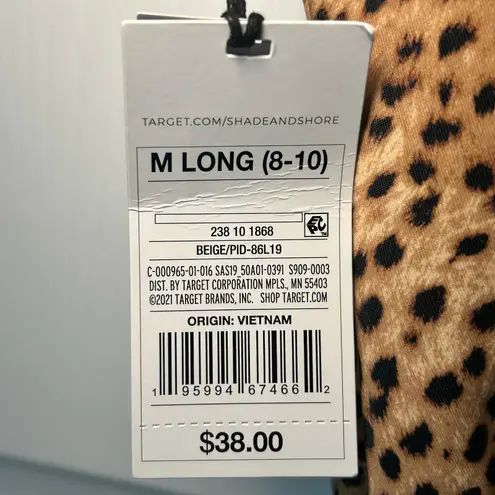 TARGET.COM/SHADEANDSHORE
M LONG (8-10)
238 10 1868
BEIGE/PID-86L19
C-000965-01-016 SAS19_50A01-0391 S909-0003
DIST. BY TARGET CORPORATION MPLS., MN 55403
©2021 TARGET BRANDS, INC. SHOP TARGET.COM
ORIGIN: VIETNAM
1 95994 67466 2
$38.00